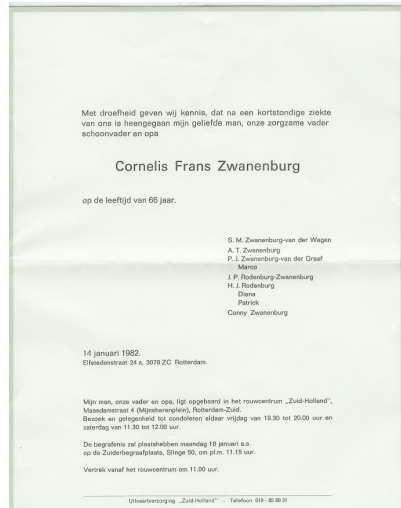 Met droefheid geven wij kennis, dat na een kortstondige ziekte
van ons is heengegaan mijn geliefde man, onze zorgzame vader
schoonvader en opa
Cornelis Frans Zwanenburg
op de leeftijd van 66 jaar.
S. M. Zwanenburg-van der Wegen
A. T. Zwanenburg
P. J. Zwanenburg-van der Graaf
Marco
J. P. Rodenburg-Zwanenburg
H. J. Rodenburg
Diana
Patrick
Conny Zwanenburg
14 januari 1982.
Elfstedenstraat 24 a, 3078 ZC Rotterdam.
Mijn man, onze vader en opa, ligt opgebaard in het rouwcentrum „Zuid-Holland”,
Maasdamstraat 4 (Mijnsherenplein), Rotterdam-Zuid.
Bezoek en gelegenheid tot condoleren aldaar vrijdag van 19.30 tot 20.00 uur en
zaterdag van 11.30 tot 12.00 uur.
De begrafenis zal plaatshebben maandag 18 januari a.s.
op de Zuiderbegraafplaats, Slinge 50, om plm. 11.15 uur.
Vertrek vanaf het rouwcentrum om 11.00 uur.
Uitvaartverzorging „Zuid-Holland” - Telefoon 010 - 85 88 21